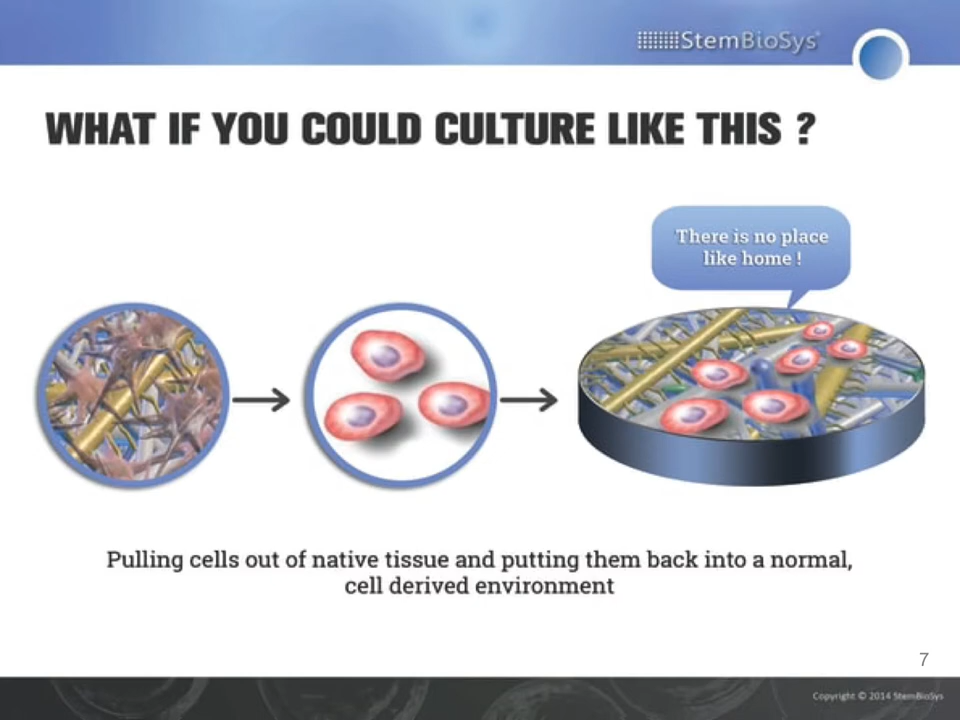 StemBioSys®
WHAT IF YOU COULD CULTURE LIKE THIS ?
There is no place
like home !
Pulling cells out of native tissue and putting them back into a normal,
cell derived environment
7
Copyright © 2014 StemBioSys